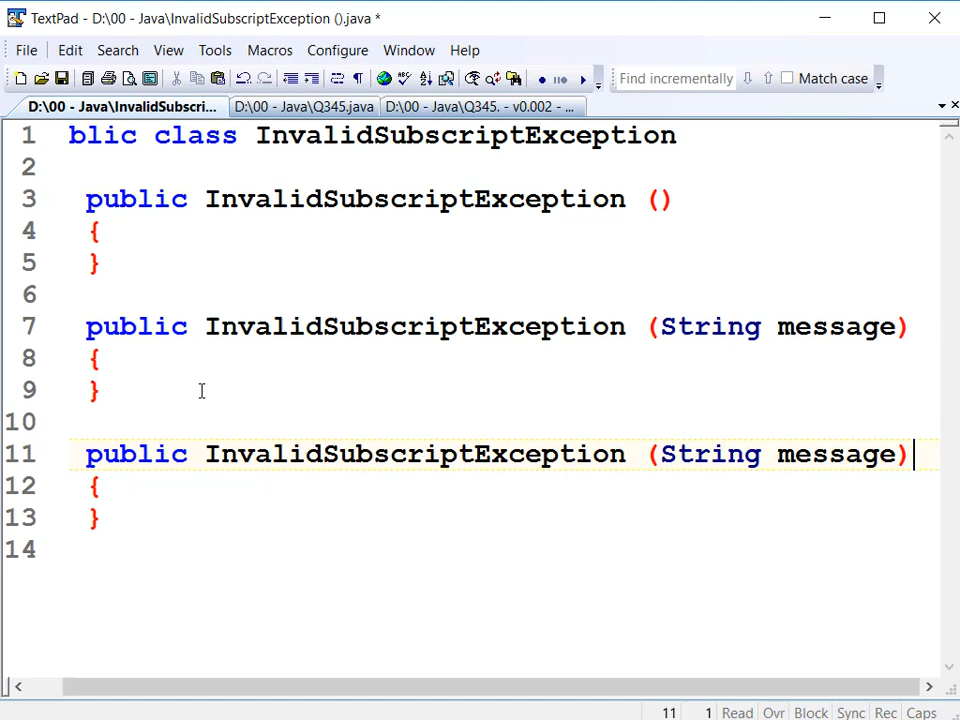 TextPad - D:\00 - Java\InvalidSubscriptException ().java *
File Edit Search View Tools Macros Configure Window Help
Find incrementally Match case
D:\00 - Java\InvalidSubscri... D:\00 - Java\Q345.java D:\00 - Java\Q345. - v0.002 - ...
1 blic class InvalidSubscriptException
2
3 public InvalidSubscriptException ()
4 {
5 }
6
7 public InvalidSubscriptException (String message)
8 {
9 }
10
11 public InvalidSubscriptException (String message)
12 {
13 }
14
11 1 Read Ovr Block Sync Rec Caps